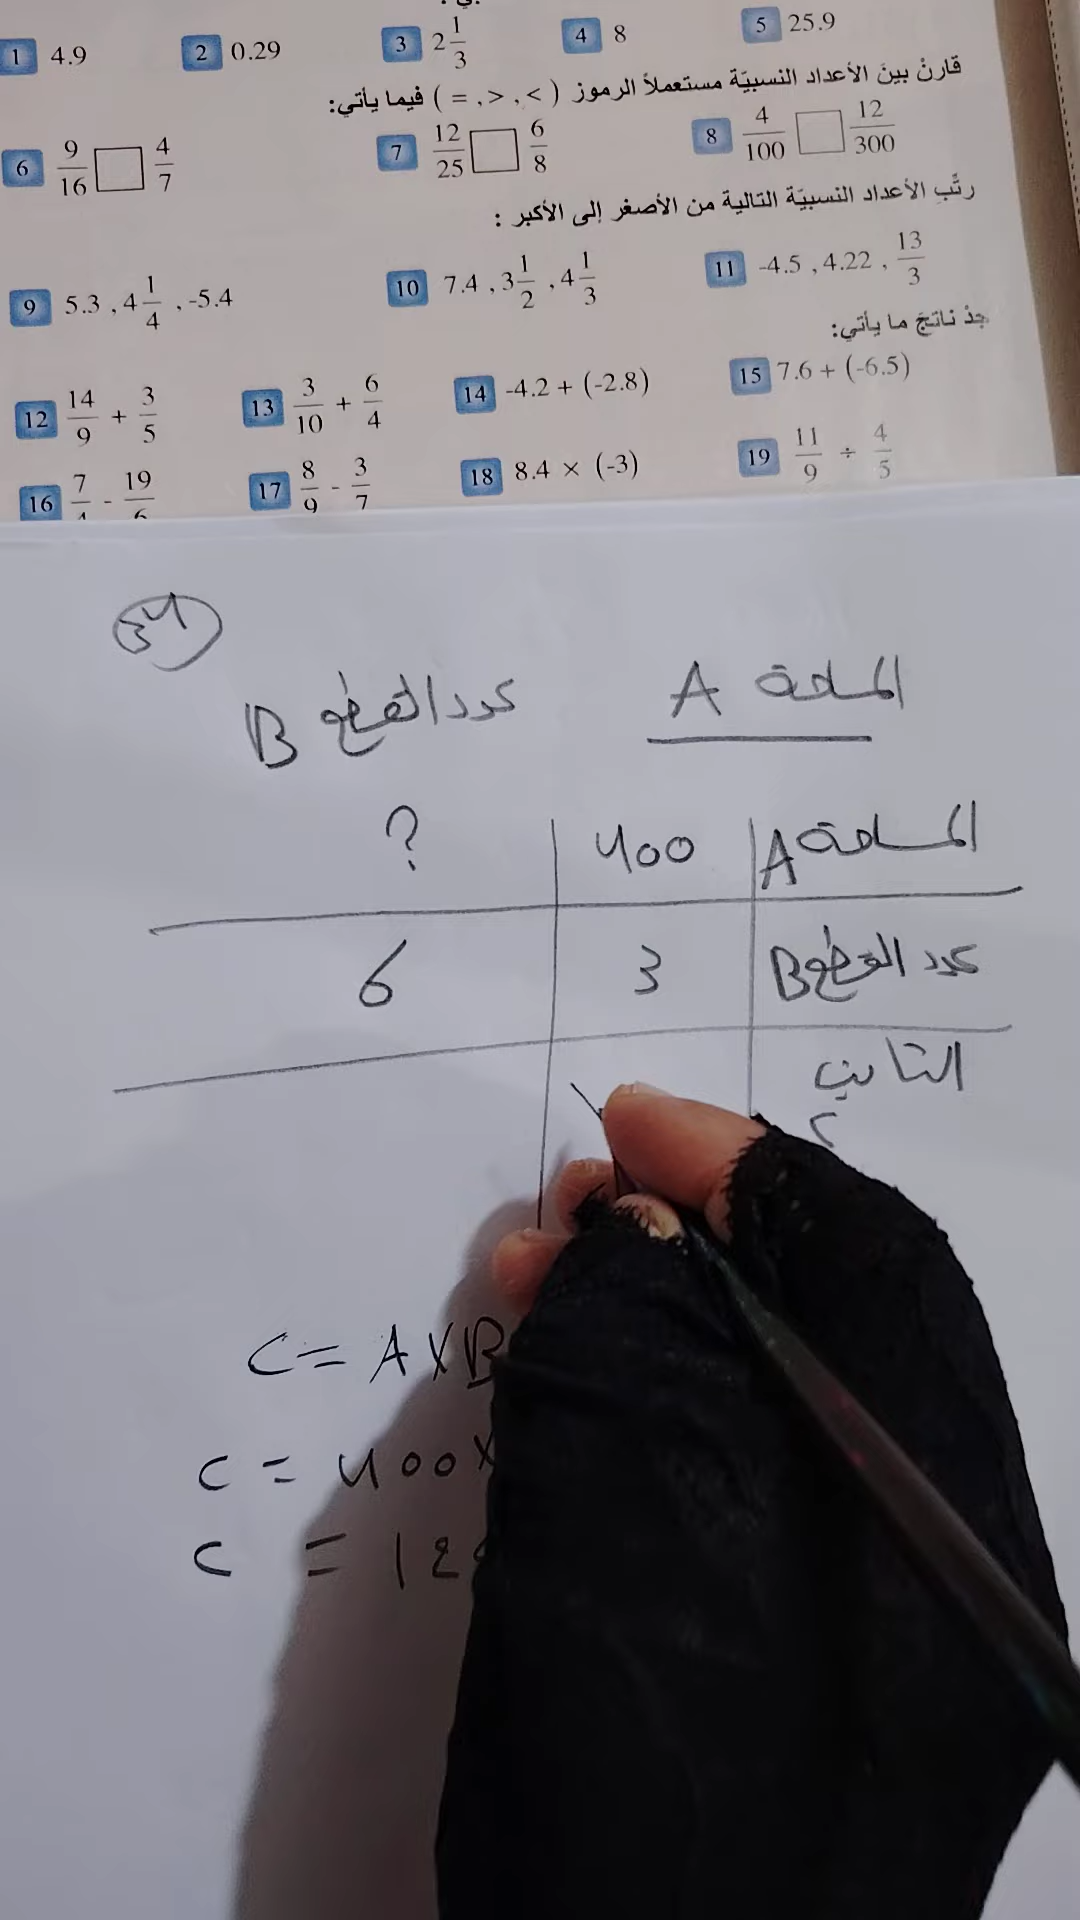 1 4.9 2 0.29 3 2 1/3 4 8 5 25.9
قارنْ بينَ الأعداد النسبيّة مستعملاً الرموز ( < , > , = ) فيما يأتي:
6 9/16 □ 4/7 7 12/25 □ 6/8 8 4/100 □ 12/300
رتِّبِ الأعداد النسبيّة التالية من الأصغر إلى الأكبر :
9 5.3 , 4 1/4 , -5.4 10 7.4 , 3 1/2 , 4 1/3 11 -4.5 , 4.22 , 13/3
جدْ ناتجَ ما يأتي:
12 14/9 + 3/5 13 3/10 + 6/4 14 -4.2 + (-2.8) 15 7.6 + (-6.5)
16 7/4 - 19/6 17 8/9 - 3/7 18 8.4 × (-3) 19 11/9 ÷ 4/5
34
المساحة A عدد القطع B
المساحة A 400 ?
عدد القطع B 3 6
الثابت
C = A X B
C = 400 X
C = 12